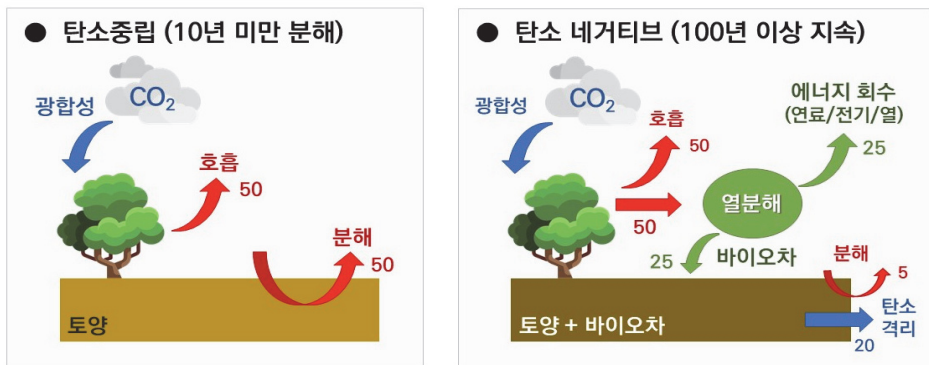 ● 탄소중립 (10년 미만 분해)
CO₂
광합성
호흡
50
분해
50
토양
● 탄소 네거티브 (100년 이상 지속)
CO₂
광합성
호흡
50
에너지 회수
(연료/전기/열)
25
열분해
50
25
바이오차
분해
5
토양 + 바이오차
탄소
격리
20